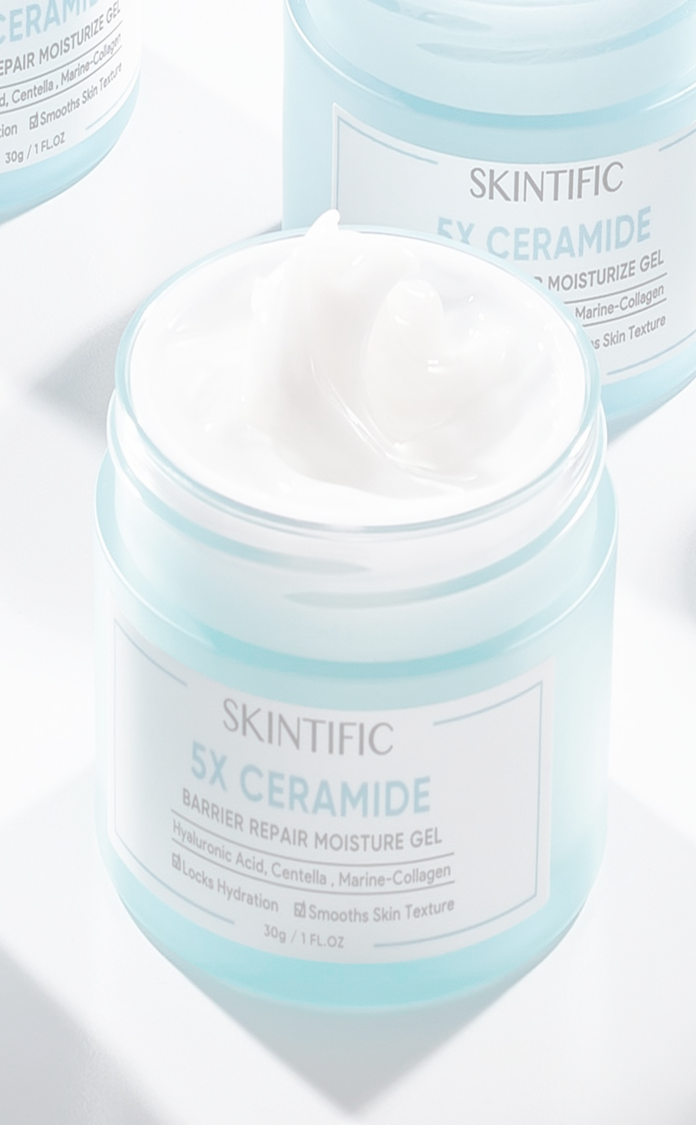 CERAMIDE
REPAIR MOISTURIZE GEL
Centella , Marine-Collagen
Smooths Skin Texture
30g / 1 FL.OZ
SKINTIFIC
5X CERAMIDE
MOISTURIZE GEL
Marine-Collagen
Skin Texture
SKINTIFIC
5X CERAMIDE
BARRIER REPAIR MOISTURE GEL
Hyaluronic Acid, Centella , Marine-Collagen
☑Locks Hydration ☑Smooths Skin Texture
30g / 1 FL.OZ